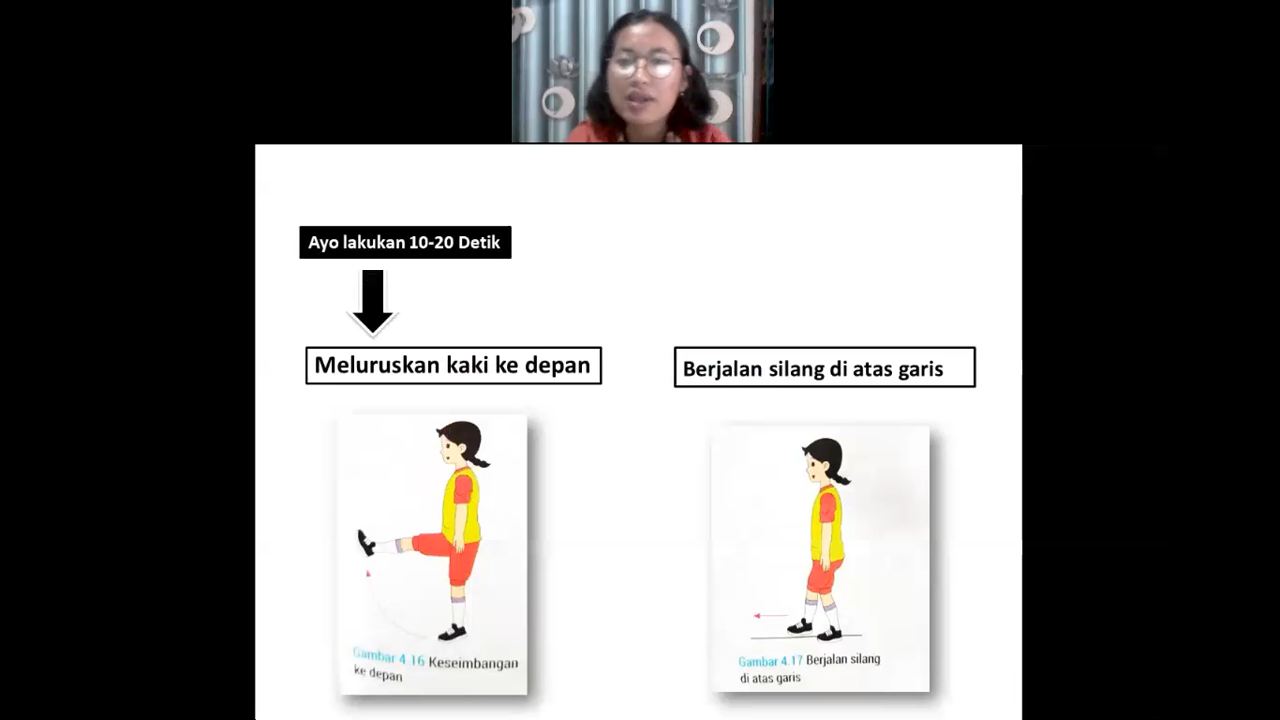 Ayo lakukan 10-20 Detik
Meluruskan kaki ke depan
Berjalan silang di atas garis
Gambar 4.16 Keseimbangan
ke depan
Gambar 4.17 Berjalan silang
di atas garis